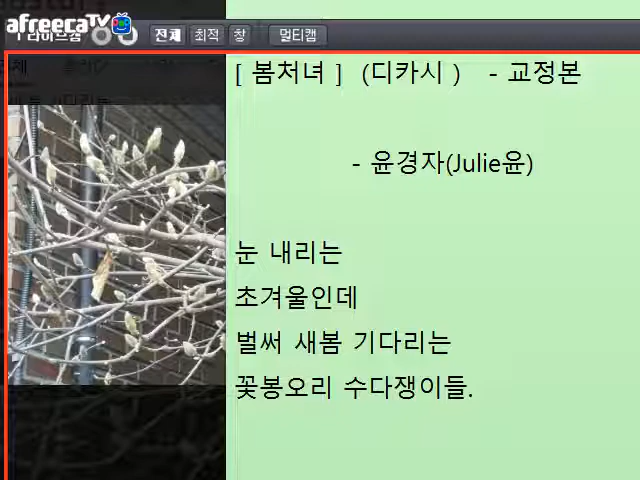 afreecaTV
전체 최적 창 멀티캠
[ 봄처녀 ] (디카시 ) - 교정본
- 윤경자(Julie윤)
눈 내리는
초겨울인데
벌써 새봄 기다리는
꽃봉오리 수다쟁이들.